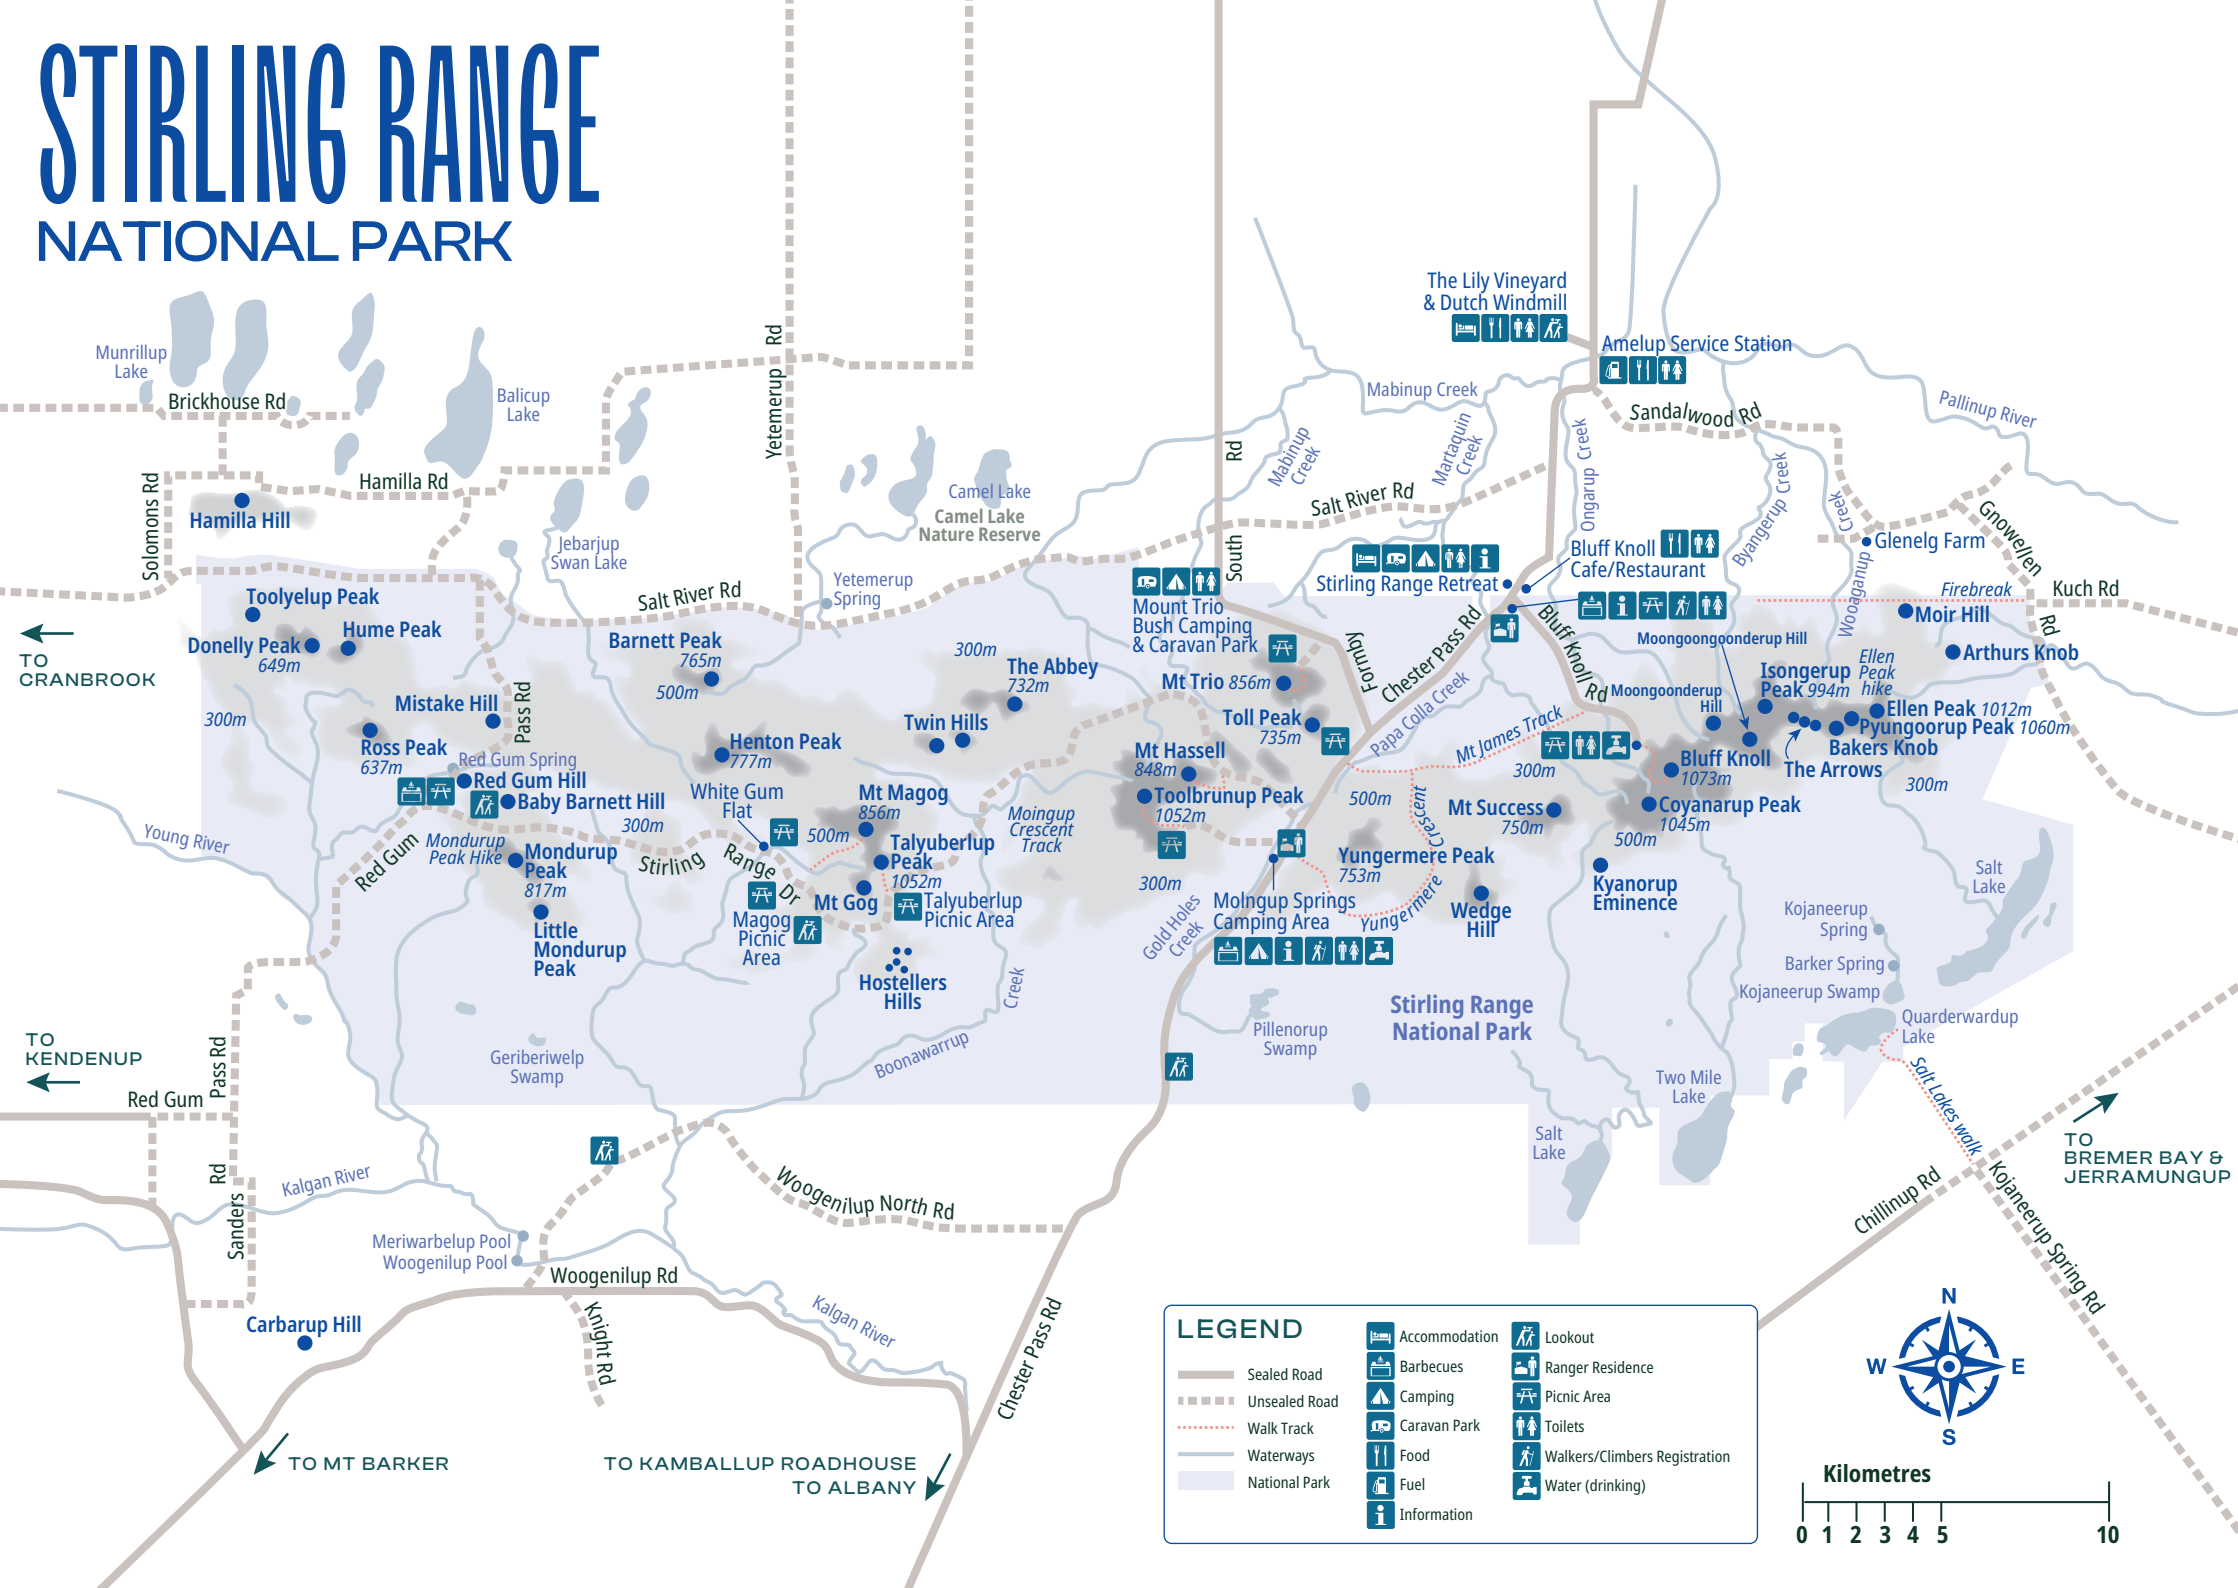 STIRLING RANGE
NATIONAL PARK
Munrillup
Lake
Brickhouse Rd
Balicup
Lake
Hamilla Rd
Solomons Rd
Hamilla Hill
Jebarjup
Swan Lake
Yetemerup Rd
Camel Lake
Camel Lake
Nature Reserve
Yetemerup
Spring
Salt River Rd
The Lily Vineyard
& Dutch Windmill
Amelup Service Station
Mabinup Creek
Mabinup
Creek
Martaquin
Creek
Salt River Rd
South Rd
Ongarup Creek
Sandalwood Rd
Pallinup River
Byangerup Creek
Wooaganup Creek
Gnowellen Rd
Glenelg Farm
Kuch Rd
Firebreak
Bluff Knoll
Cafe/Restaurant
Stirling Range Retreat
Mount Trio
Bush Camping
& Caravan Park
Formby
Chester Pass Rd
Bluff Knoll Rd
Papa Colla Creek
Moongoongoonderup Hill
Moongoonderup
Hill
Isongerup
Peak 994m
Ellen
Peak
hike
Moir Hill
Arthurs Knob
Ellen Peak 1012m
Pyungoorup Peak 1060m
Bakers Knob
The Arrows
300m
Bluff Knoll
1073m
Coyanarup Peak
1045m
500m
Mt James Track
300m
Mt Success
750m
Kyanorup
Eminence
Wedge
Hill
Yungermere Peak
753m
Yungermere
Crescent
500m
Mt Trio 856m
Toll Peak
735m
Mt Hassell
848m
Toolbrunup Peak
1052m
300m
Moingup
Crescent
Track
Molngup Springs
Camping Area
Gold Holes
Creek
Stirling Range
National Park
Pillenorup
Swamp
TO
CRANBROOK
Toolyelup Peak
Donelly Peak
649m
Hume Peak
Mistake Hill
Pass Rd
300m
Ross Peak
637m
Red Gum Spring
Red Gum Hill
Baby Barnett Hill
Mondurup
Peak Hike
Mondurup
Peak
817m
Little
Mondurup
Peak
300m
Red Gum
Young River
Barnett Peak
765m
500m
Henton Peak
777m
300m
The Abbey
732m
Twin Hills
White Gum
Flat
Mt Magog
856m
500m
Talyuberlup
Peak
1052m
Mt Gog
Talyuberlup
Picnic Area
Magog
Picnic
Area
Stirling Range Dr
Hostellers
Hills
Boonawarrup Creek
Geriberiwelp
Swamp
TO
KENDENUP
Red Gum
Pass Rd
Sanders Rd
Kalgan River
Meriwarbelup Pool
Woogenilup Pool
Woogenilup Rd
Woogenilup North Rd
Knight Rd
Kalgan River
Carbarup Hill
TO MT BARKER
TO KAMBALLUP ROADHOUSE
TO ALBANY
Chester Pass Rd
Salt
Lake
Kojaneerup
Spring
Barker Spring
Kojaneerup Swamp
Quarderwardup
Lake
Two Mile
Lake
Salt
Lake
Salt Lakes walk
TO
BREMER BAY &
JERRAMUNGUP
Chillinup Rd
Kojaneerup Spring Rd
LEGEND
Sealed Road
Unsealed Road
Walk Track
Waterways
National Park
Accommodation
Barbecues
Camping
Caravan Park
Food
Fuel
Information
Lookout
Ranger Residence
Picnic Area
Toilets
Walkers/Climbers Registration
Water (drinking)
N
W E
S
Kilometres
0 1 2 3 4 5 10